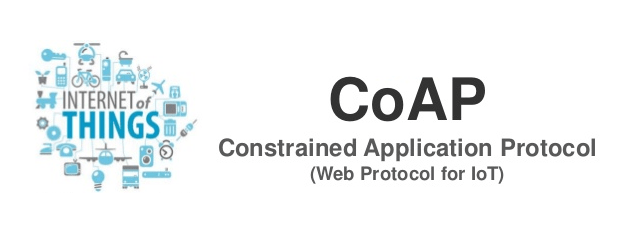 INTERNET of
THINGS
CoAP
Constrained Application Protocol
(Web Protocol for IoT)